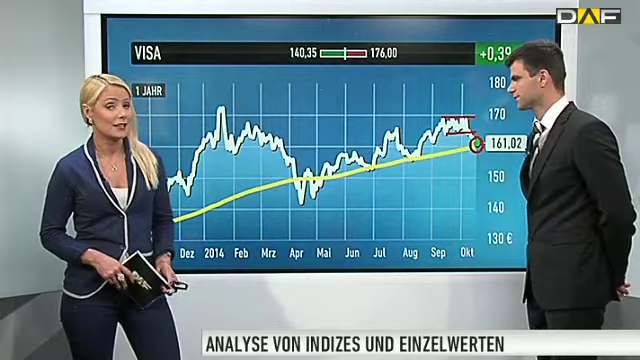 DAF
VISA 140,35 176,00 +0,39
1 JAHR
180
170
161,02
150
140
130 €
Dez 2014 Feb Mrz Apr Mai Jun Jul Aug Sep Okt
ANALYSE VON INDIZES UND EINZELWERTEN